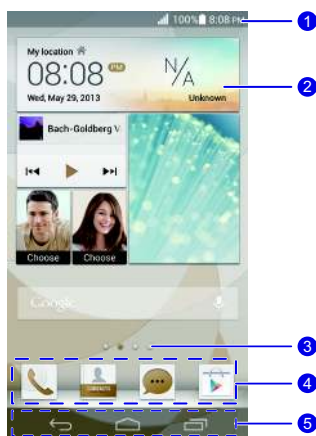 100% 8:08 PM
1
My location
08:08 PM
N/A
2
Wed, May 29, 2013
Unknown
Bach-Goldberg V
Choose
Choose
Google
3
CONTACTS
4
5